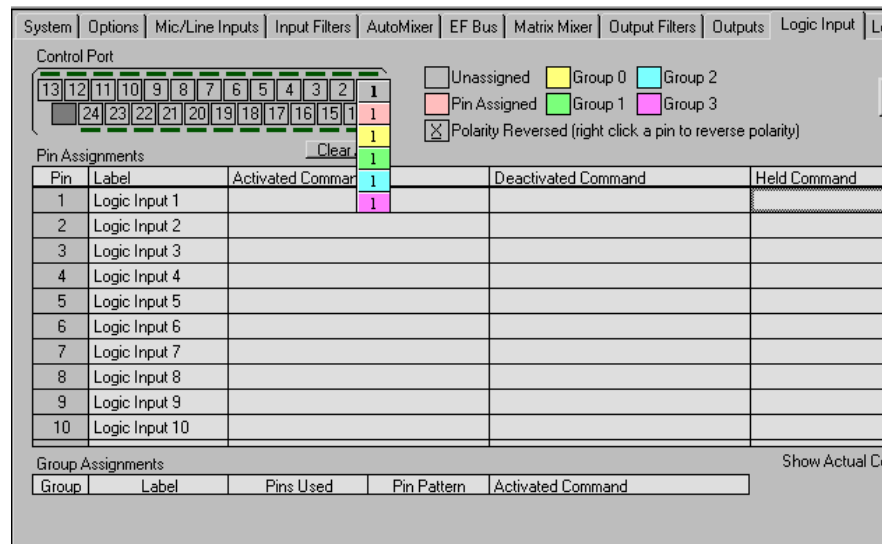 System Options Mic/Line Inputs Input Filters AutoMixer EF Bus Matrix Mixer Output Filters Outputs Logic Input
Control Port
13 12 11 10 9 8 7 6 5 4 3 2 1
24 23 22 21 20 19 18 17 16 15 1
1
1
1
1
Unassigned Group 0 Group 2
Pin Assigned Group 1 Group 3
X Polarity Reversed (right click a pin to reverse polarity)
Pin Assignments Clear
Pin Label Activated Deactivated Command Held Command
1 Logic Input 1
2 Logic Input 2
3 Logic Input 3
4 Logic Input 4
5 Logic Input 5
6 Logic Input 6
7 Logic Input 7
8 Logic Input 8
9 Logic Input 9
10 Logic Input 10
Group Assignments Show Actual
Group Label Pins Used Pin Pattern Activated Command